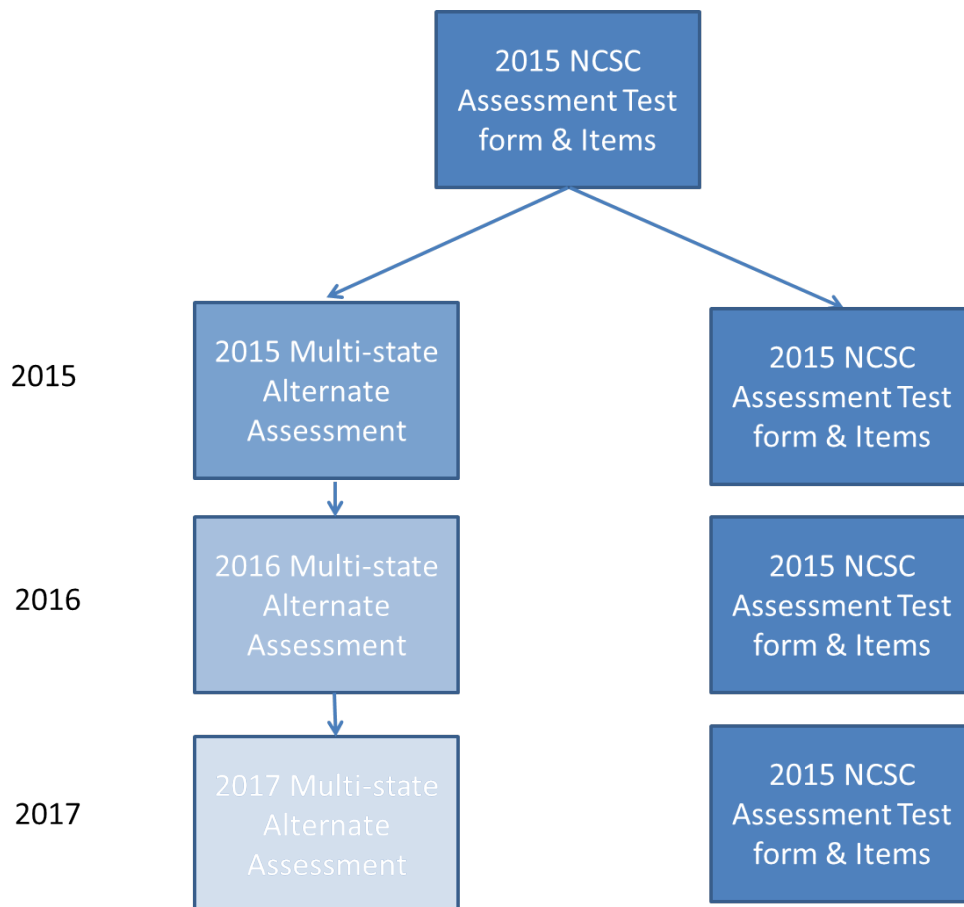 2015 NCSC
Assessment Test
form & Items
2015
2015 Multi-state
Alternate
Assessment
2015 NCSC
Assessment Test
form & Items
2016
2016 Multi-state
Alternate
Assessment
2015 NCSC
Assessment Test
form & Items
2017
2017 Multi-state
Alternate
Assessment
2015 NCSC
Assessment Test
form & Items